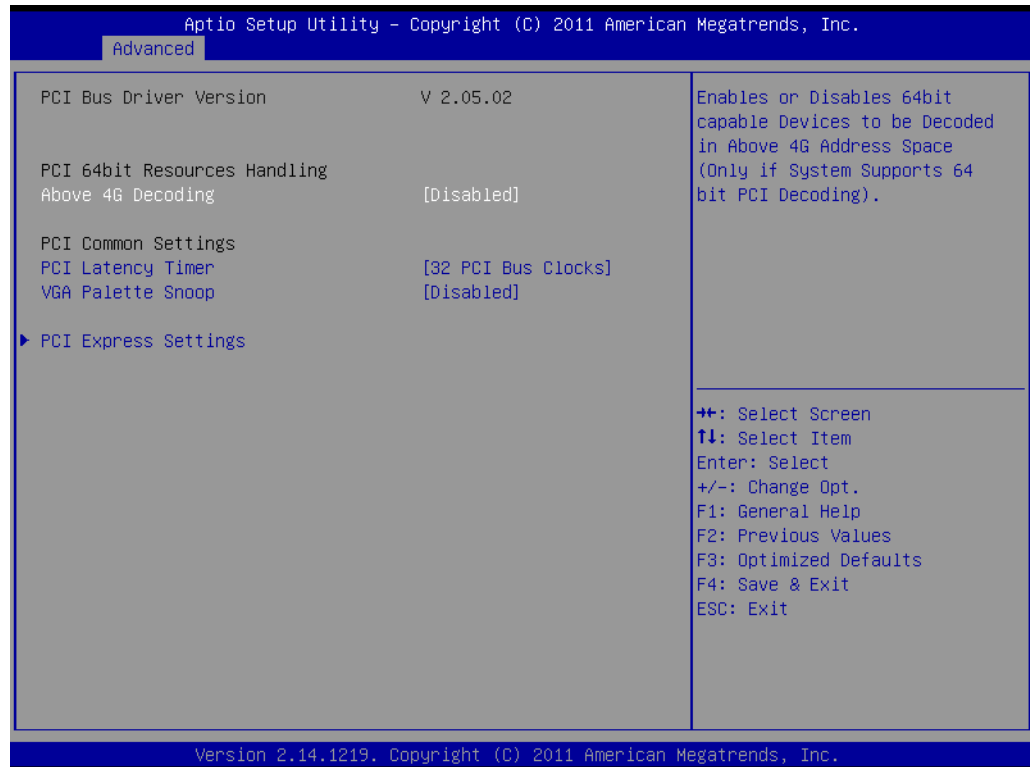 Aptio Setup Utility – Copyright (C) 2011 American Megatrends, Inc.
Advanced
PCI Bus Driver Version V 2.05.02
PCI 64bit Resources Handling
Above 4G Decoding [Disabled]
PCI Common Settings
PCI Latency Timer [32 PCI Bus Clocks]
VGA Palette Snoop [Disabled]
▶ PCI Express Settings
Enables or Disables 64bit
capable Devices to be Decoded
in Above 4G Address Space
(Only if System Supports 64
bit PCI Decoding).
→←: Select Screen
↑↓: Select Item
Enter: Select
+/-: Change Opt.
F1: General Help
F2: Previous Values
F3: Optimized Defaults
F4: Save & Exit
ESC: Exit
Version 2.14.1219. Copyright (C) 2011 American Megatrends, Inc.